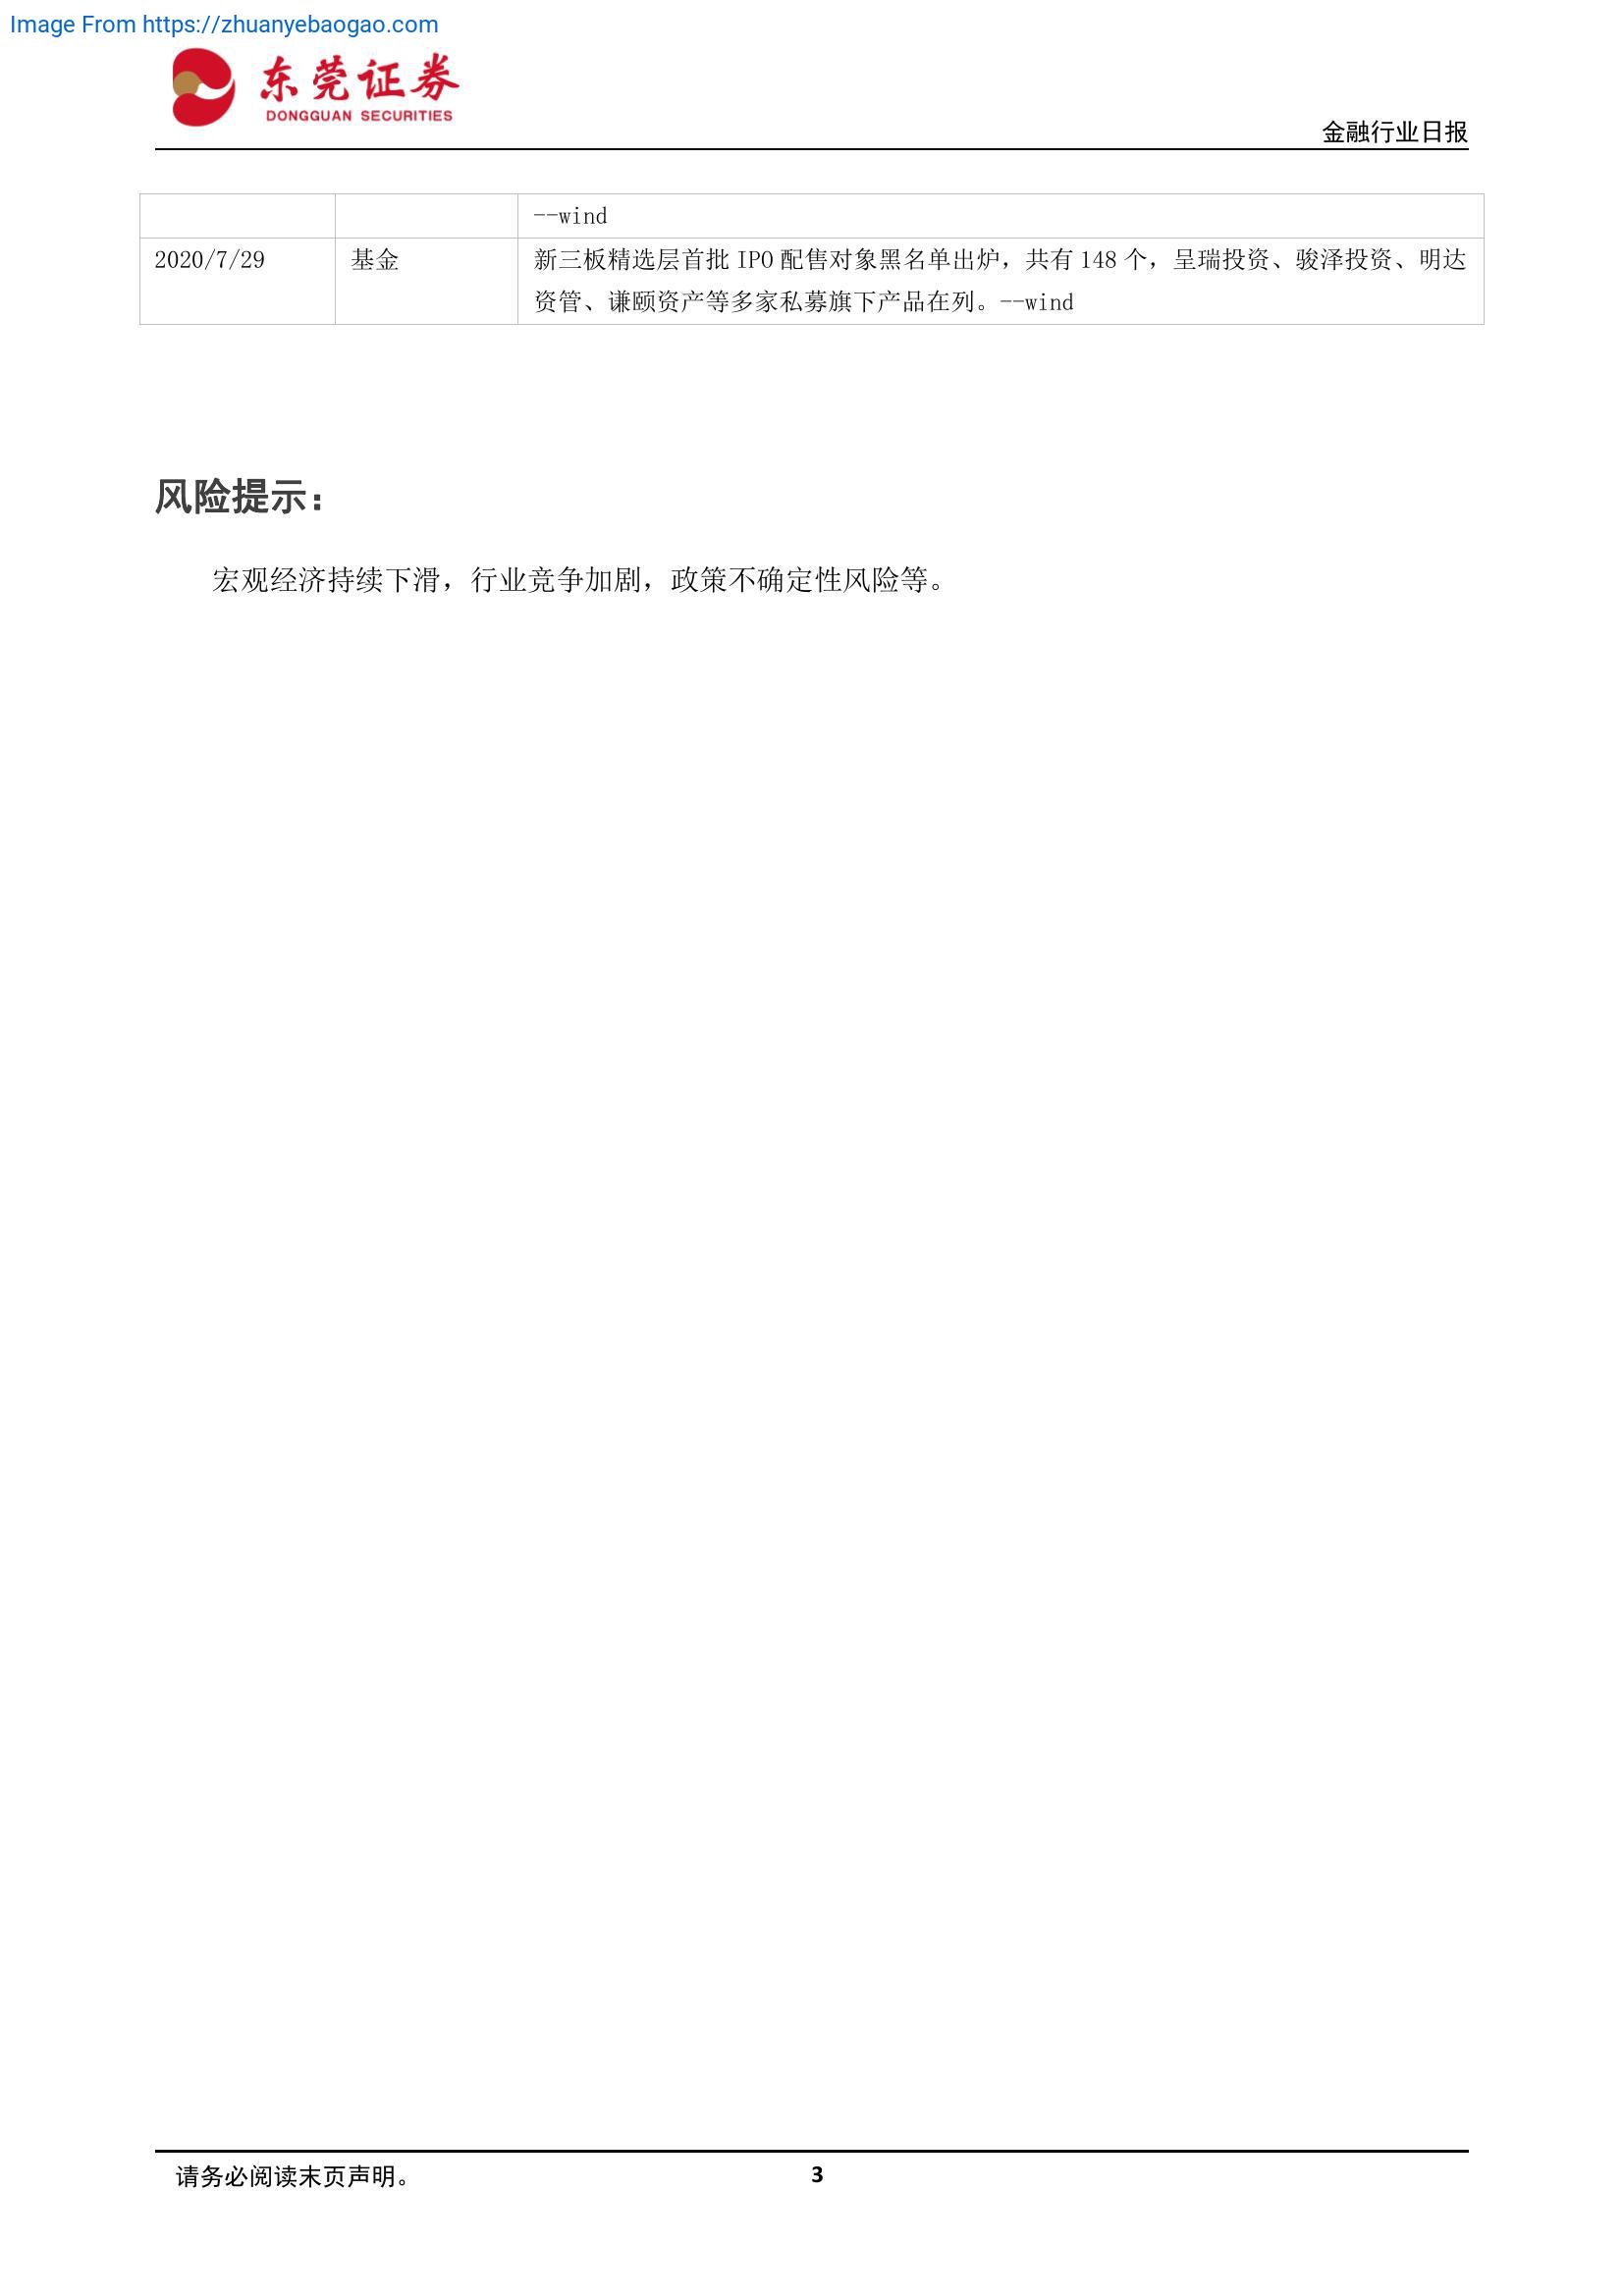 Image From https://zhuanyebaogao.com
东莞证券
DONGGUAN SECURITIES
金融行业日报
--wind
2020/7/29 基金 新三板精选层首批 IPO 配售对象黑名单出炉，共有 148 个，呈瑞投资、骏泽投资、明达
资管、谦颐资产等多家私募旗下产品在列。--wind
风险提示：
宏观经济持续下滑，行业竞争加剧，政策不确定性风险等。
请务必阅读末页声明。 3